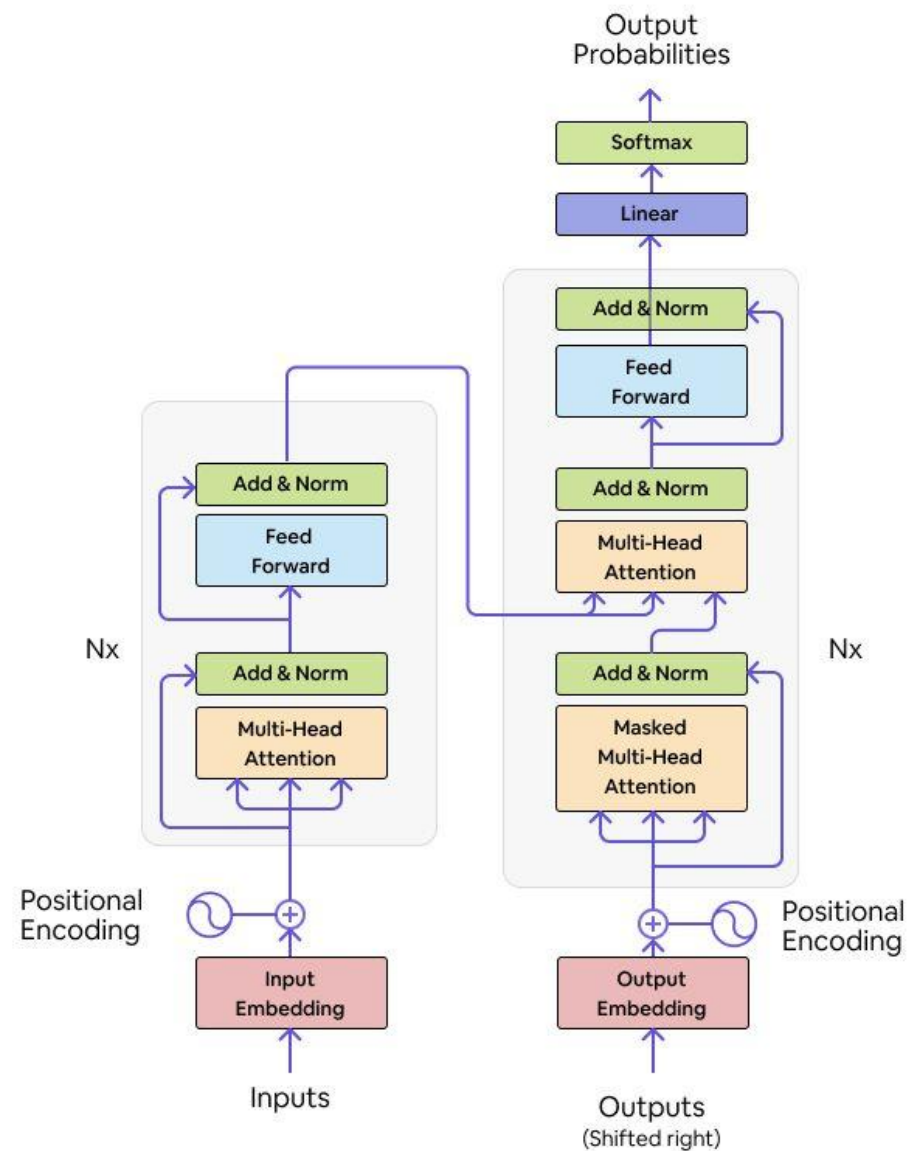 Output
Probabilities
Softmax
Linear
Add & Norm
Feed
Forward
Add & Norm
Multi-Head
Attention
Add & Norm
Masked
Multi-Head
Attention
Nx
Add & Norm
Feed
Forward
Add & Norm
Multi-Head
Attention
Nx
Positional
Encoding
Input
Embedding
Inputs
Positional
Encoding
Output
Embedding
Outputs
(Shifted right)